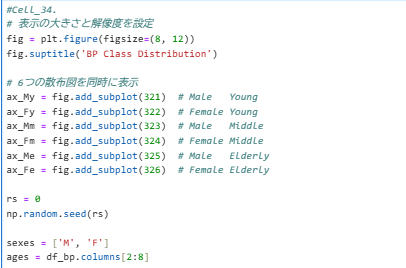 #Cell_34.
# 表示の大きさと解像度を設定
fig = plt.figure(figsize=(8, 12))
fig.suptitle('BP Class Distribution')
# 6つの散布図を同時に表示
ax_My = fig.add_subplot(321)  # Male   Young
ax_Fy = fig.add_subplot(322)  # Female Young
ax_Mm = fig.add_subplot(323)  # Male   Middle
ax_Fm = fig.add_subplot(324)  # Female Middle
ax_Me = fig.add_subplot(325)  # Male   Elderly
ax_Fe = fig.add_subplot(326)  # Female Elderly
rs = 0
np.random.seed(rs)
sexes = ['M', 'F']
ages = df_bp.columns[2:8]